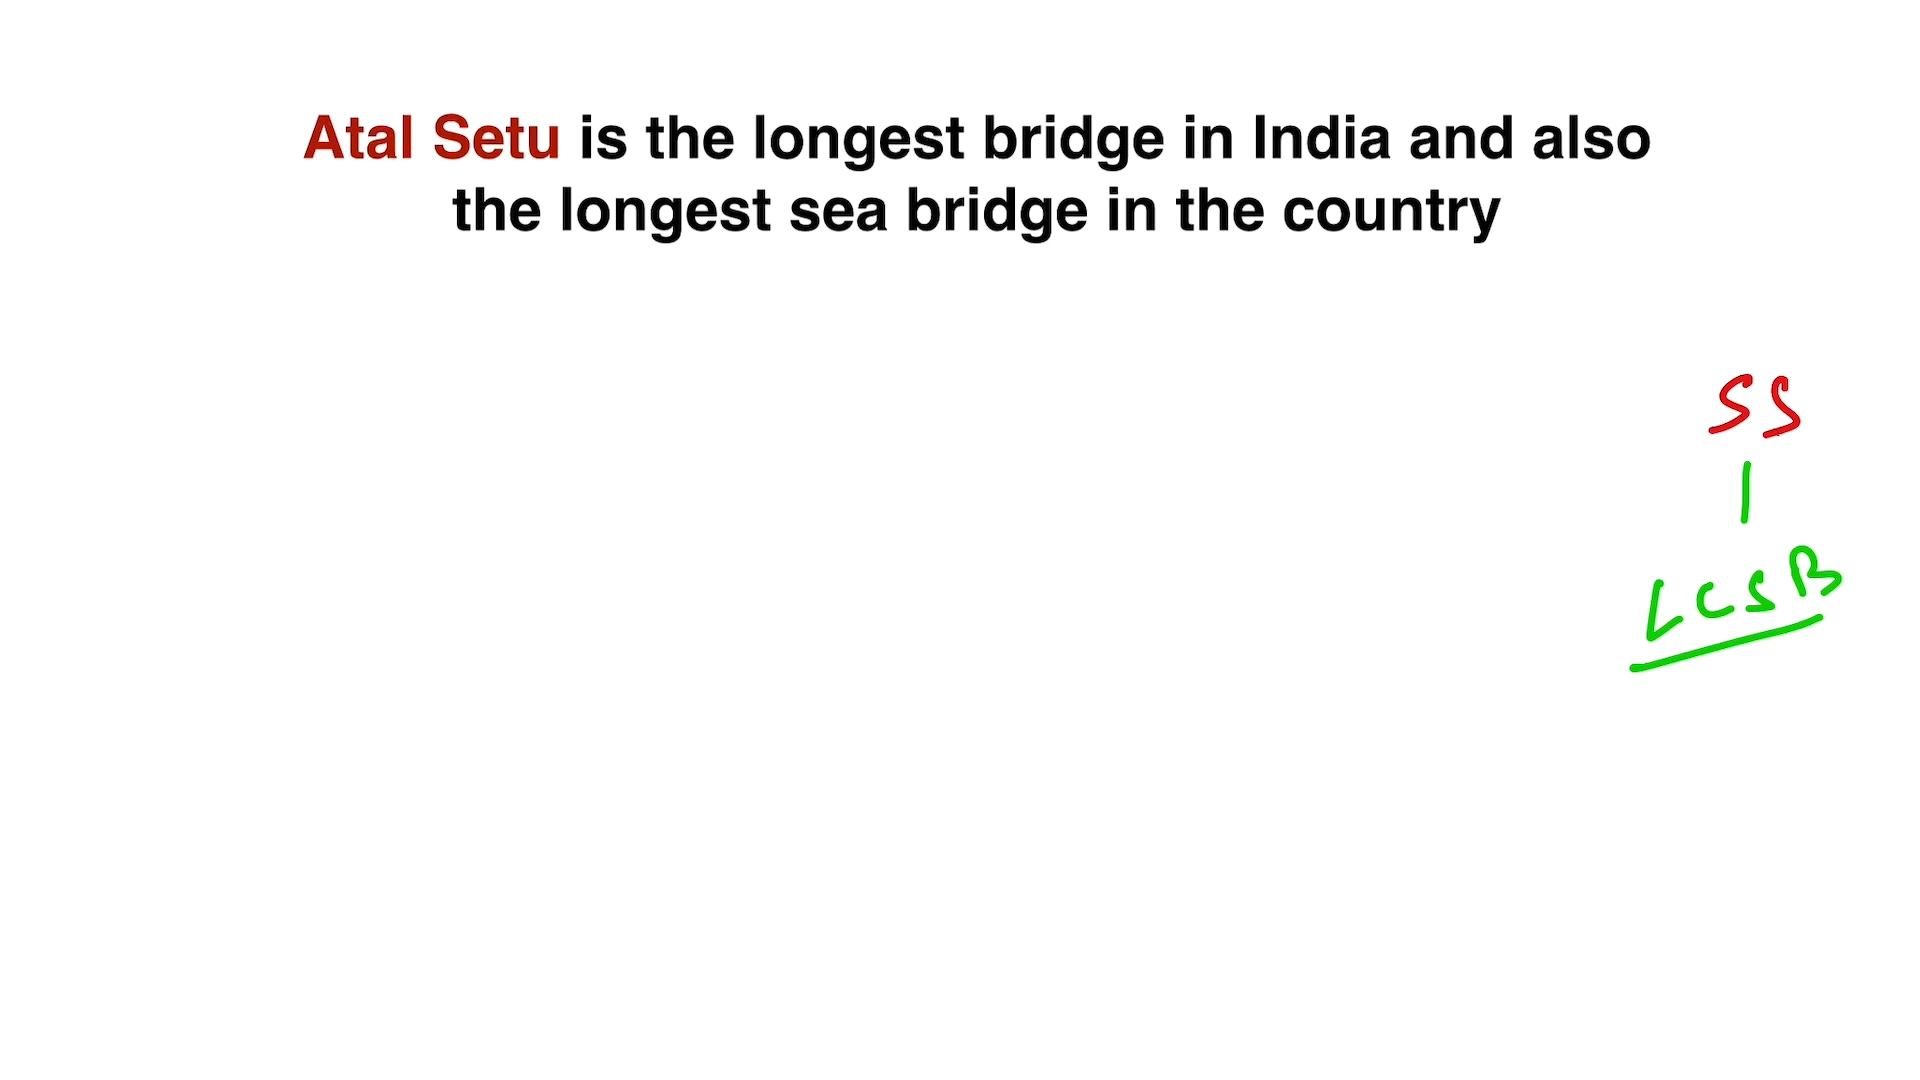 Atal Setu is the longest bridge in India and also
the longest sea bridge in the country
SS
LCSB